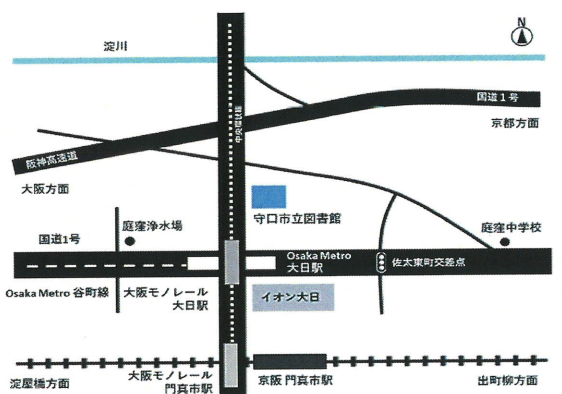 N
淀川
国道1号
中央環状線
京都方面
阪神高速道
大阪方面
守口市立図書館
庭窪浄水場
庭窪中学校
国道1号
Osaka Metro
大日駅
佐太東町交差点
Osaka Metro 谷町線
大阪モノレール
大日駅
イオン大日
淀屋橋方面
大阪モノレール
門真市駅
京阪 門真市駅
出町柳方面